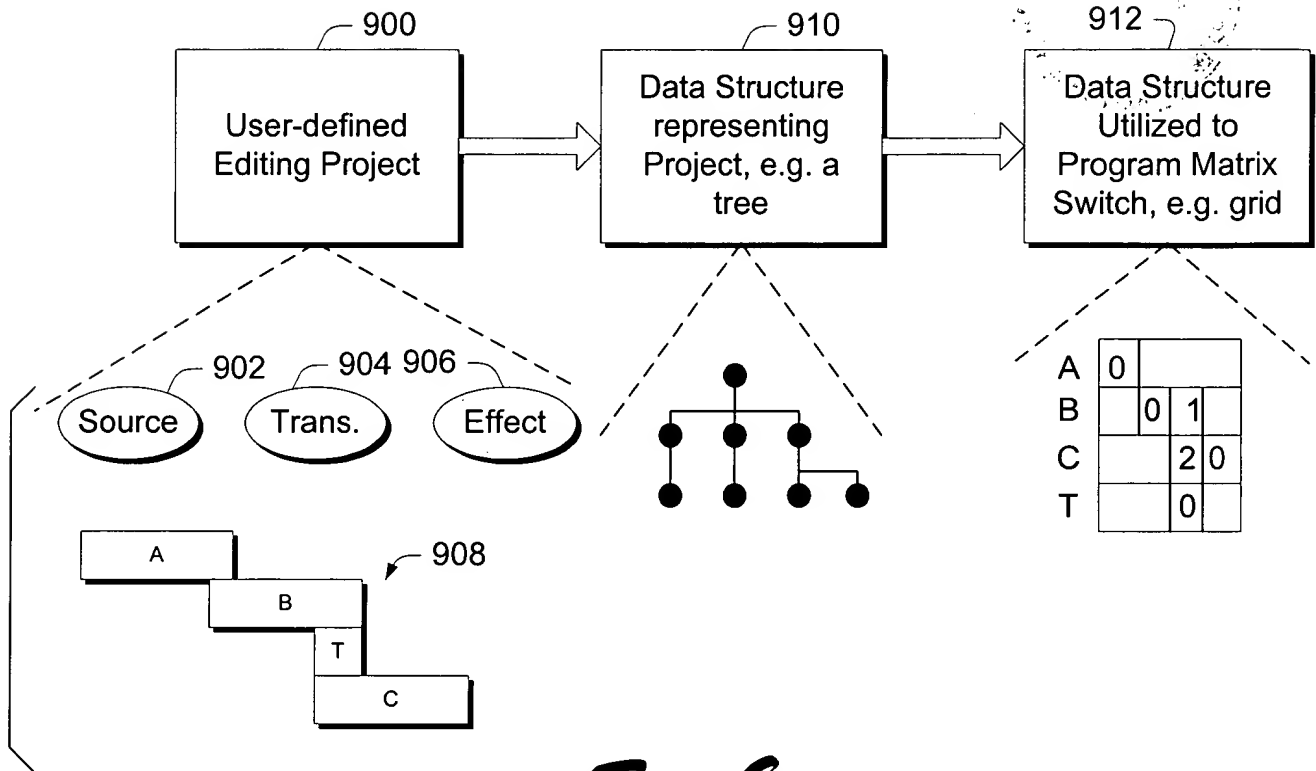 900
910
912
User-defined
Editing Project
Data Structure
representing
Project, e.g. a
tree
Data Structure
Utilized to
Program Matrix
Switch, e.g. grid
902
904
906
Source
Trans.
Effect
A
B
T
C
908
A 0
B 0 1
C 2 0
T 0